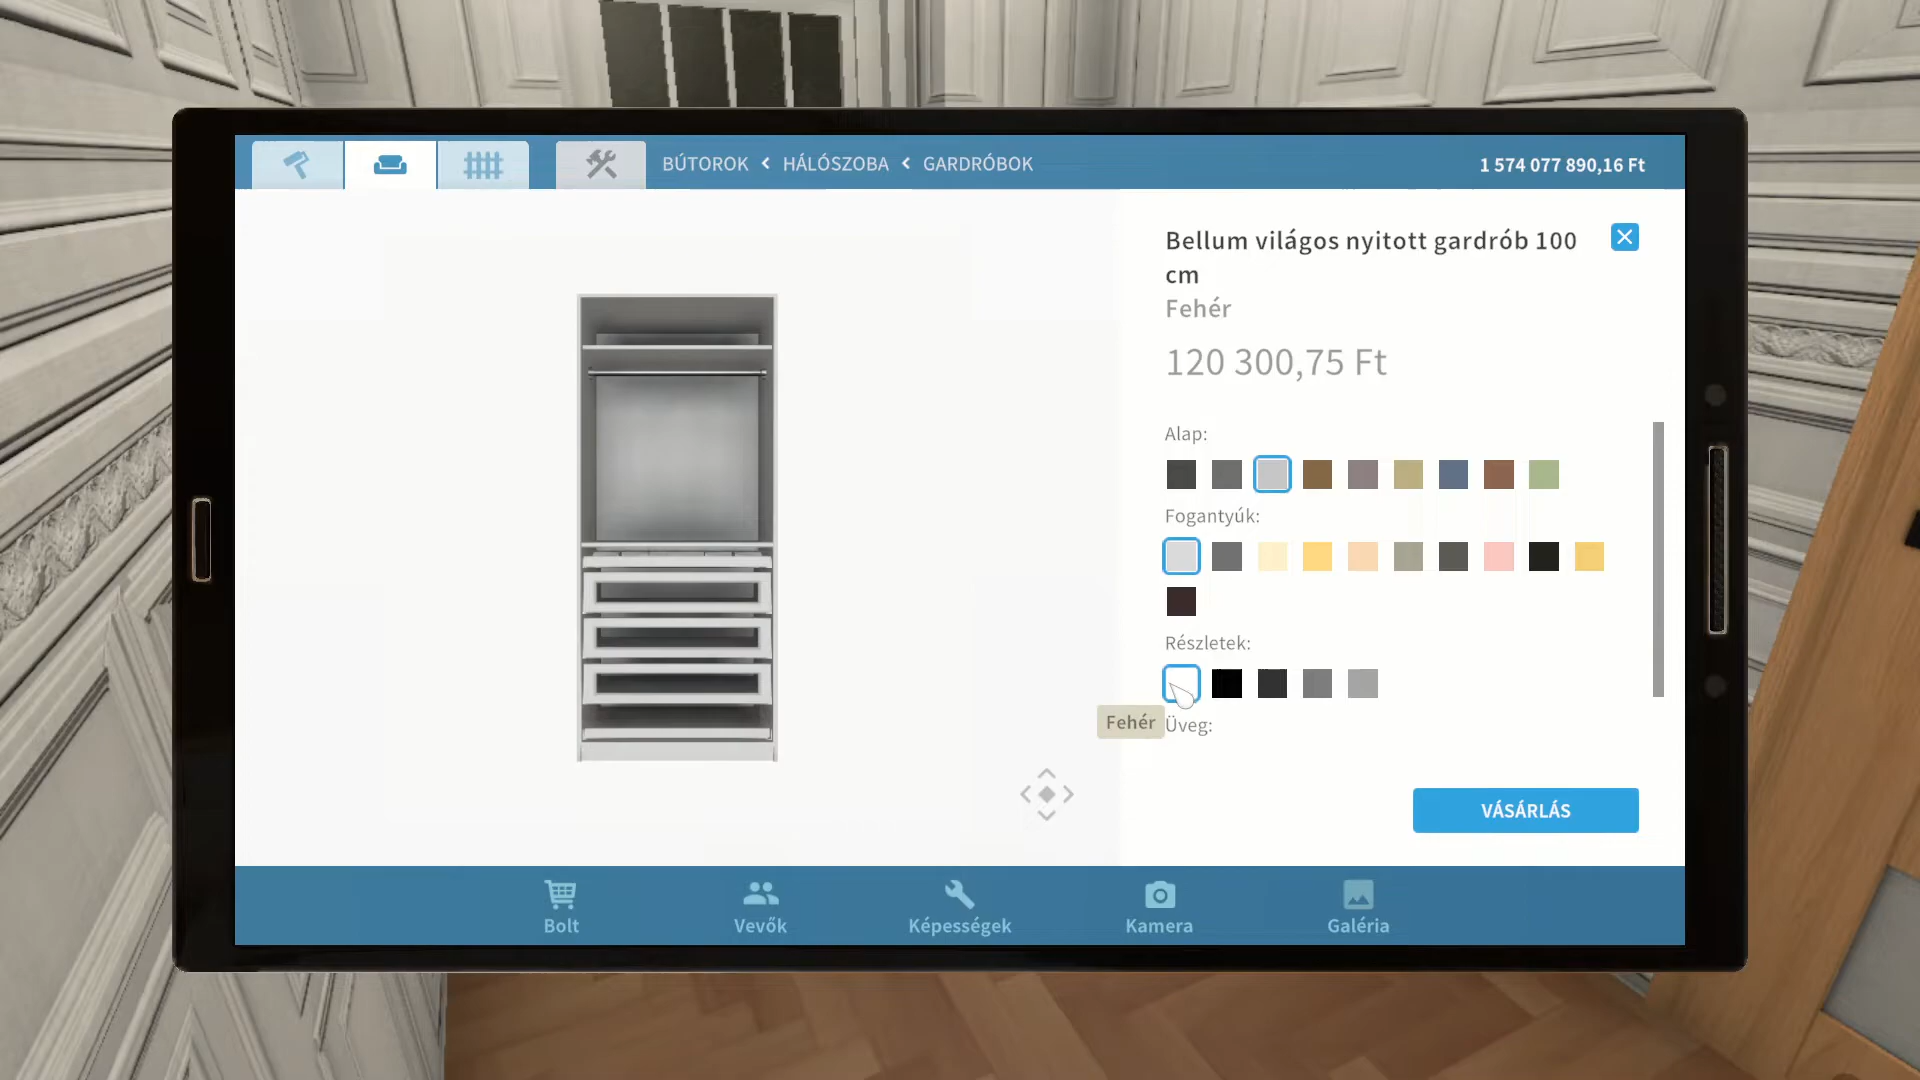 BÚTOROK < HÁLÓSZOBA < GARDRÓBOK
1 574 077 890,16 Ft
Bellum világos nyitott gardrób 100
cm
Fehér
120 300,75 Ft
Alap:
Fogantyúk:
Részletek:
Fehér
Üveg:
VÁSÁRLÁS
Bolt
Vevők
Képességek
Kamera
Galéria